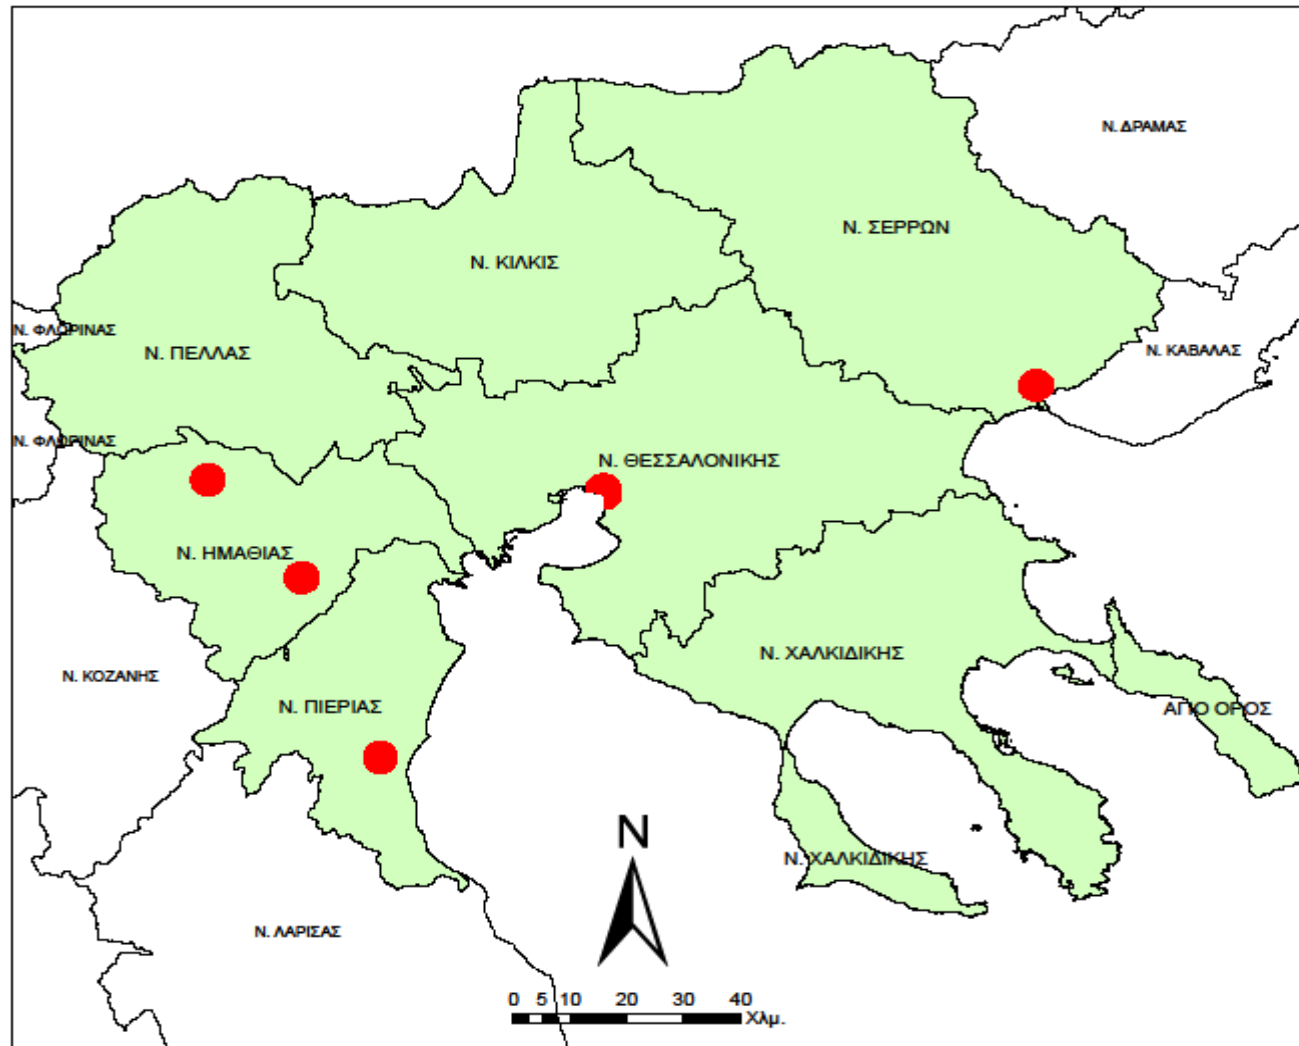 Ν. ΔΡΑΜΑΣ
Ν. ΣΕΡΡΩΝ
Ν. ΚΙΛΚΙΣ
Ν. ΦΛΩΡΙΝΑΣ
Ν. ΠΕΛΛΑΣ
Ν. ΚΑΒΑΛΑΣ
Ν. ΦΛΩΡΙΝΑΣ
Ν. ΘΕΣΣΑΛΟΝΙΚΗΣ
Ν. ΗΜΑΘΙΑΣ
Ν. ΧΑΛΚΙΔΙΚΗΣ
Ν. ΚΟΖΑΝΗΣ
Ν. ΠΙΕΡΙΑΣ
ΑΓΙΟ ΟΡΟΣ
N
Ν. ΧΑΛΚΙΔΙΚΗΣ
Ν. ΛΑΡΙΣΑΣ
0 5 10 20 30 40
Χλμ.